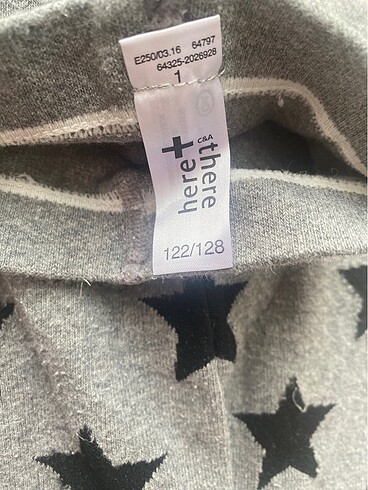 E250/03.16 64797
64325-2026928
1
here+
there
C&A
122/128